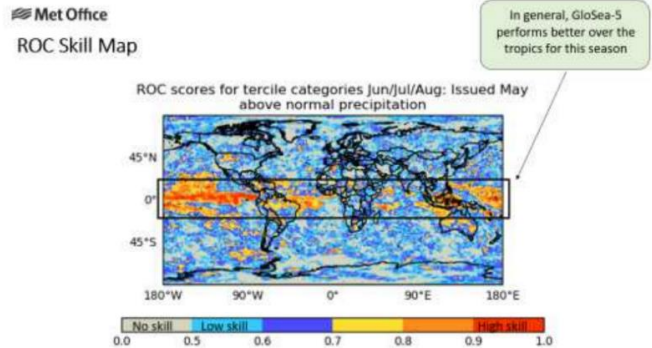 Met Office
ROC Skill Map
In general, GloSea-5
performs better over the
tropics for this season
ROC scores for tercile categories Jun/Jul/Aug: Issued May
above normal precipitation
45°N
0°
45°S
180°W 90°W 0° 90°E 180°E
No skill Low skill High skill
0.0 0.5 0.6 0.7 0.8 0.9 1.0